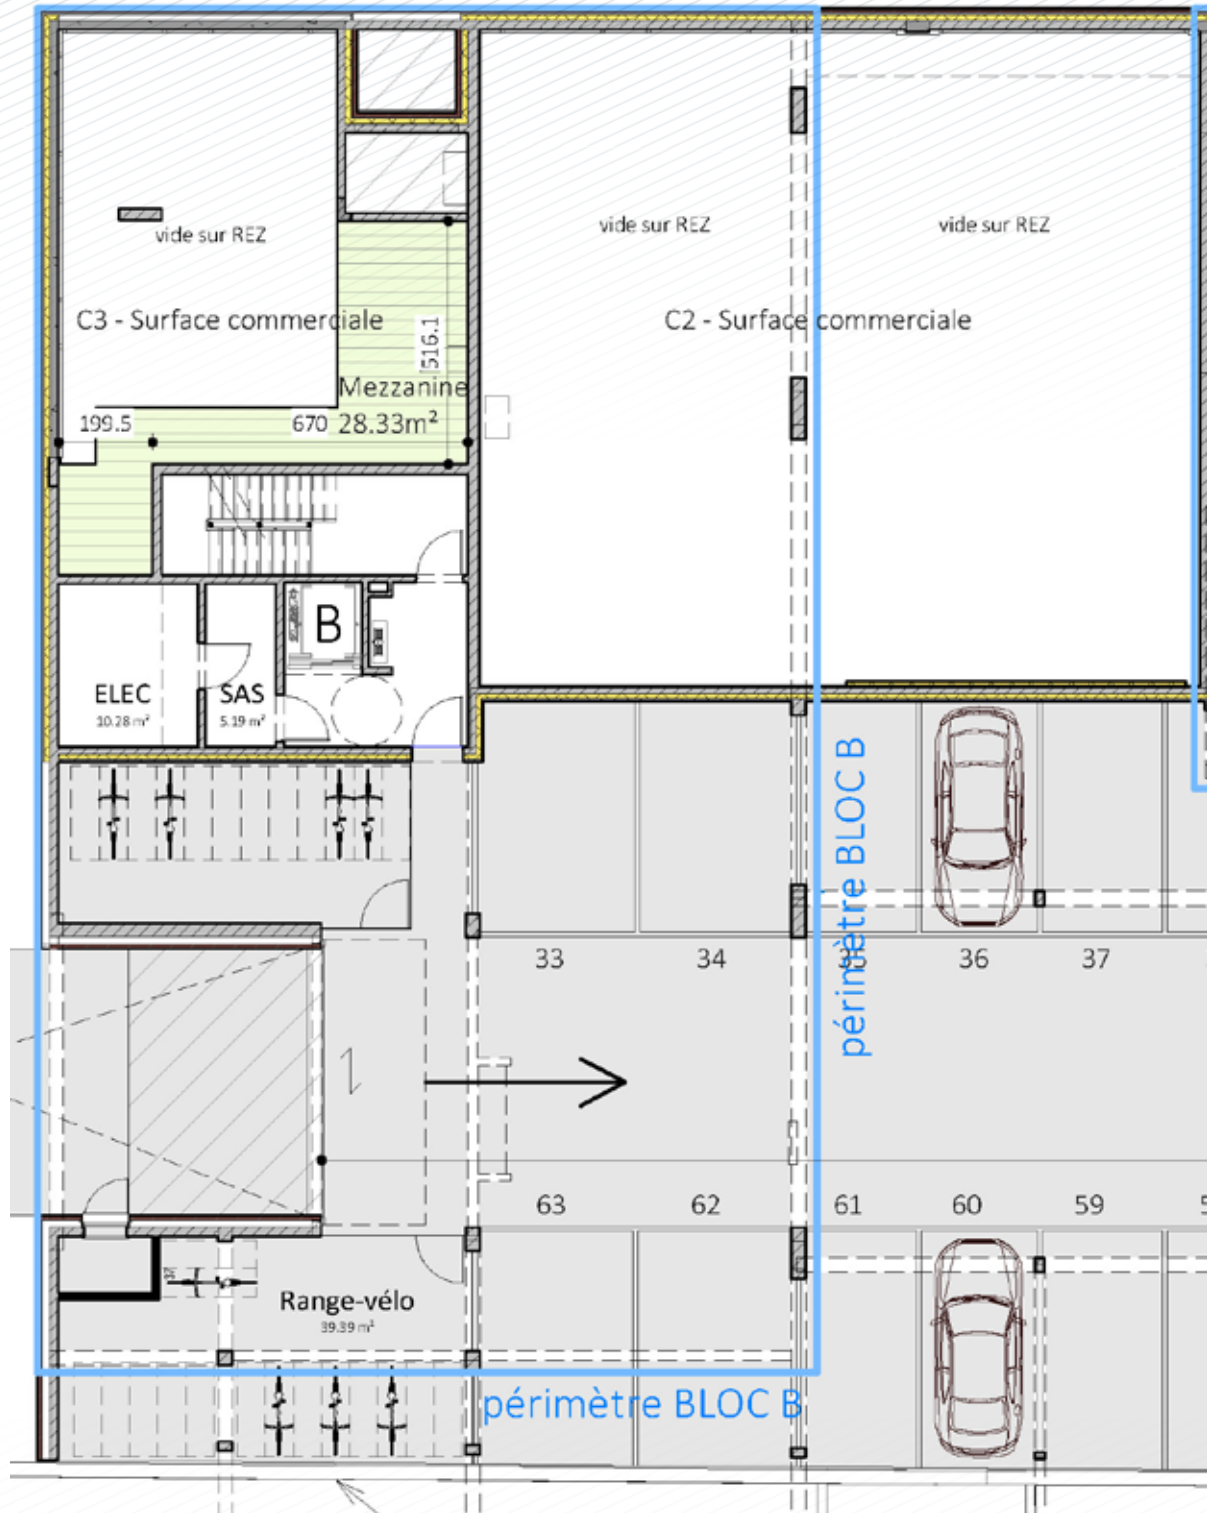 vide sur REZ
vide sur REZ
vide sur REZ
C3 - Surface commerciale
C2 - Surface commerciale
516.1
Mezzanine
199.5
670
28.33m²
B
ELEC
10.28 m²
SAS
5.19 m²
périmètre BLOC B
33
34
35
36
37
63
62
61
60
59
Range-vélo
39.39 m²
périmètre BLOC B